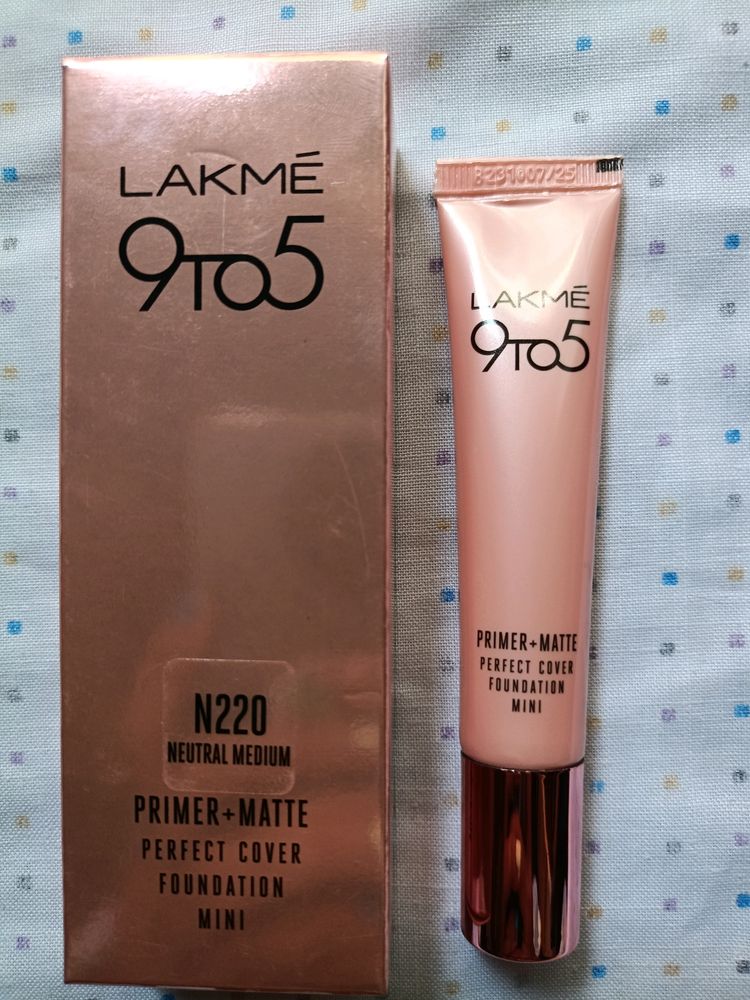 LAKMÉ
9TO5
N220
NEUTRAL MEDIUM
PRIMER+MATTE
PERFECT COVER
FOUNDATION
MINI
LAKMÉ
9TO5
PRIMER+MATTE
PERFECT COVER
FOUNDATION
MINI